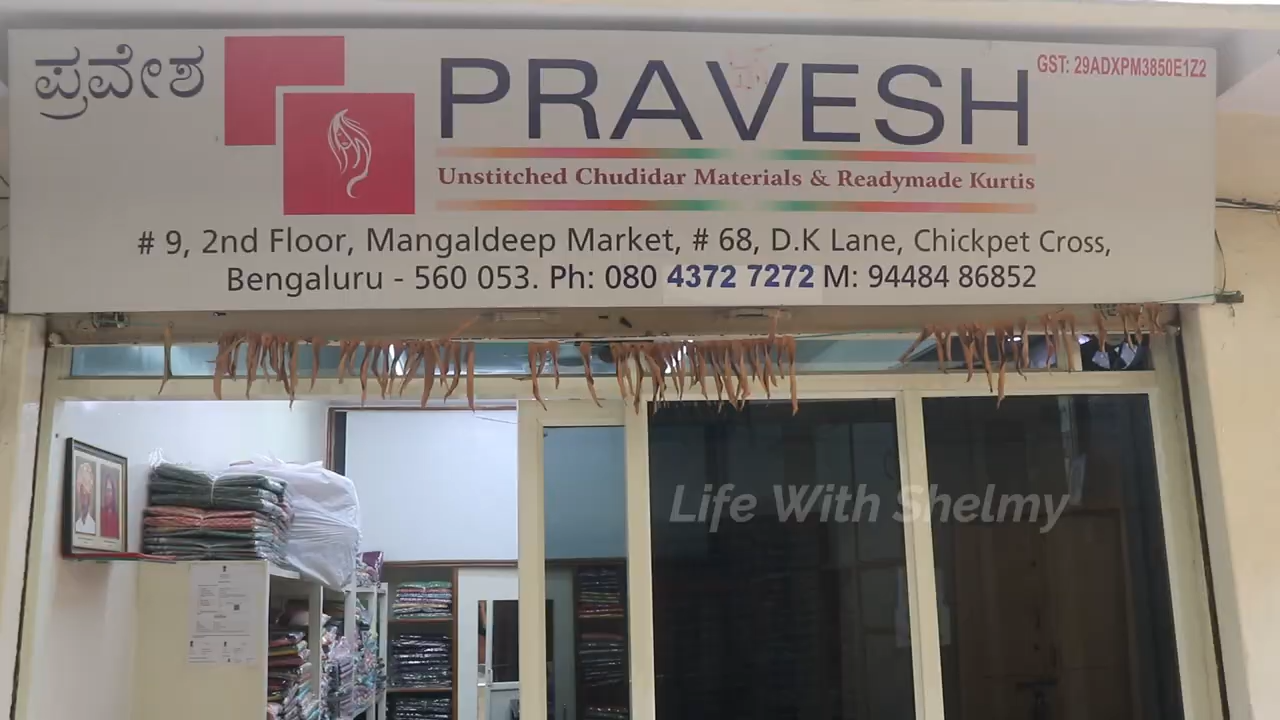 ಪ್ರವೇಶ
PRAVESH
GST: 29ADXPM3850E1Z2
Unstitched Chudidar Materials & Readymade Kurtis
# 9, 2nd Floor, Mangaldeep Market, # 68, D.K Lane, Chickpet Cross,
Bengaluru - 560 053. Ph: 080 4372 7272 M: 94484 86852
Life With Shelmy